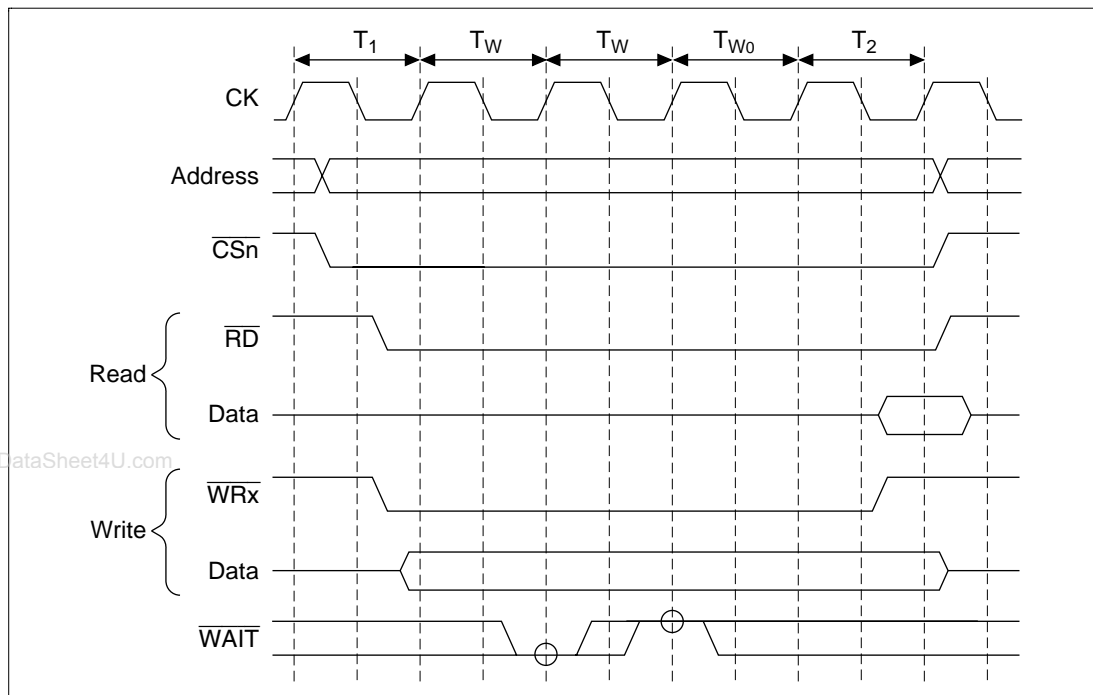 T1 TW TW TW0 T2
CK
Address
CSn
RD
Read
Data
DataSheet4U.com
WRx
Write
Data
WAIT